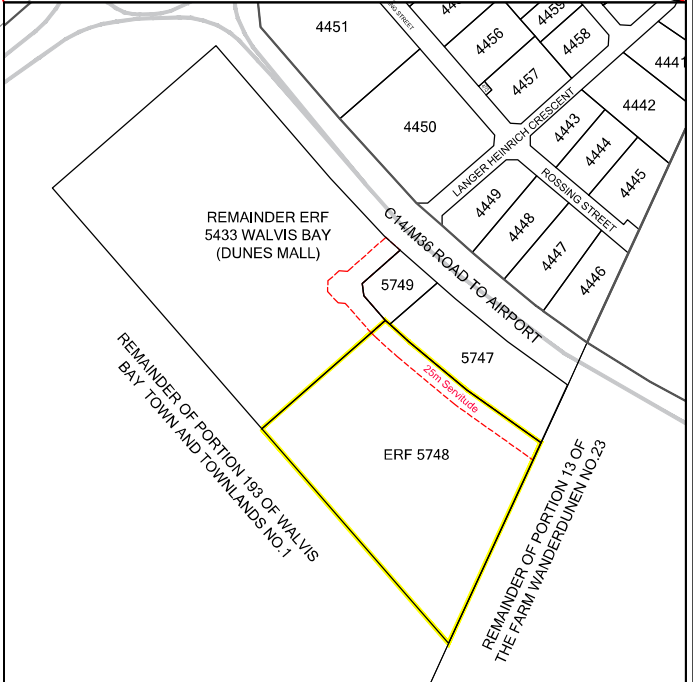 4451
4456
4458
4457
4441
4442
4450
4443
4444
4445
LANGER HEINRICH CRESCENT
ROSSING STREET
4449
4448
4447
4446
C14/M36 ROAD TO AIRPORT
REMAINDER ERF
5433 WALVIS BAY
(DUNES MALL)
5749
5747
25m Servitude
ERF 5748
REMAINDER OF PORTION 193 OF WALVIS
BAY TOWN AND TOWNLANDS NO.1
REMAINDER OF PORTION 13 OF
THE FARM WANDERDUNEN NO.23